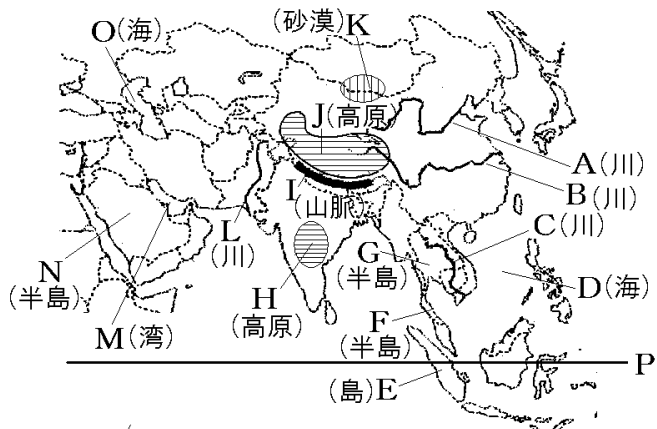 O(海)
(砂漠)K
J(高原)
A(川)
B(川)
I
(山脈)
L
(川)
C(川)
G
(半島)
N
(半島)
H
(高原)
D(海)
M(湾)
F
(半島)
P
(島)E